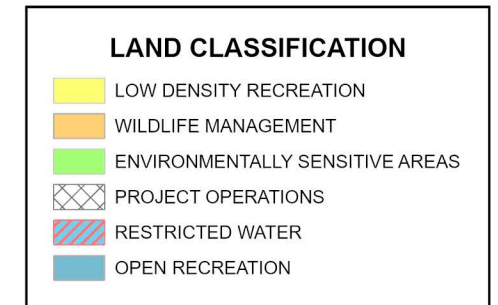 LAND CLASSIFICATION
LOW DENSITY RECREATION
WILDLIFE MANAGEMENT
ENVIRONMENTALLY SENSITIVE AREAS
PROJECT OPERATIONS
RESTRICTED WATER
OPEN RECREATION